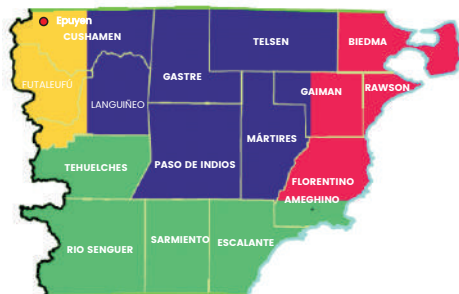 Epuyen
CUSHAMEN
TELSEN
BIEDMA
GASTRE
FUTALEUFÚ
LANGUIÑEO
GAIMAN
RAWSON
MÁRTIRES
TEHUELCHES
PASO DE INDIOS
FLORENTINO
AMEGHINO
RIO SENGUER
SARMIENTO
ESCALANTE